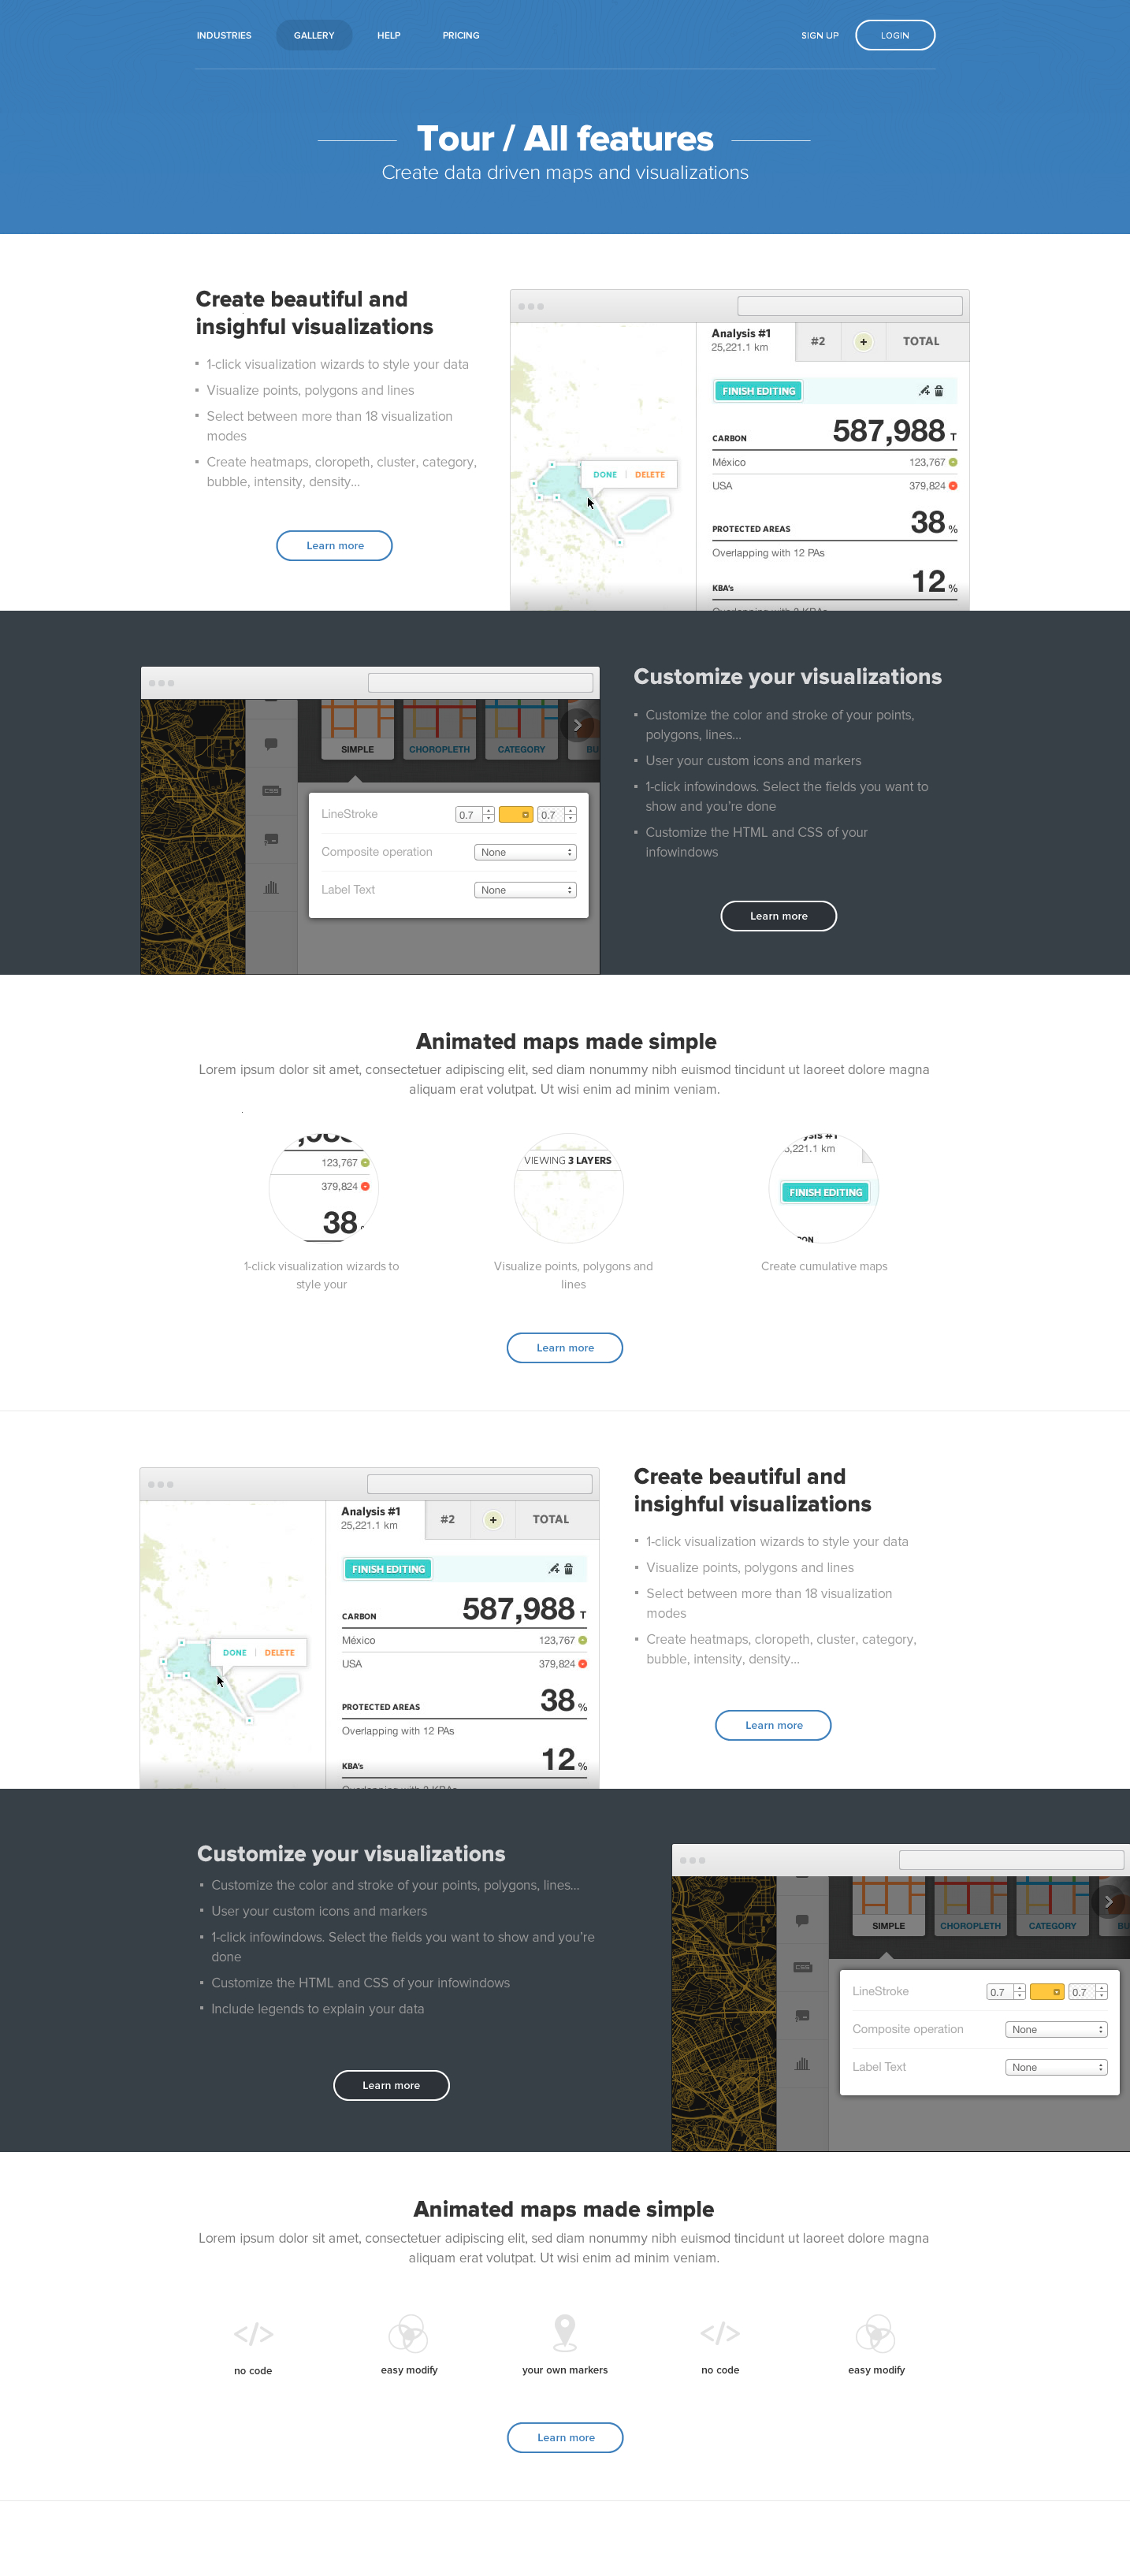 INDUSTRIES GALLERY HELP PRICING SIGN UP LOGIN
Tour / All features
Create data driven maps and visualizations
Create beautiful and
insighful visualizations
1-click visualization wizards to style your data
Visualize points, polygons and lines
Select between more than 18 visualization
modes
Create heatmaps, cloropeth, cluster, category,
bubble, intensity, density...
Learn more
Analysis #1
25,221.1 km
#2 + TOTAL
FINISH EDITING
CARBON 587,988 T
México 123,767
USA 379,824
DONE | DELETE
PROTECTED AREAS 38 %
Overlapping with 12 PAs
KBA's 12 %
Overlapping with 3 KBAs
SIMPLE CHOROPLETH CATEGORY BU
CSS
LineStroke 0.7 0.7
Composite operation None
Label Text None
Customize your visualizations
Customize the color and stroke of your points,
polygons, lines...
User your custom icons and markers
1-click infowindows. Select the fields you want to
show and you're done
Customize the HTML and CSS of your
infowindows
Learn more
Animated maps made simple
Lorem ipsum dolor sit amet, consectetuer adipiscing elit, sed diam nonummy nibh euismod tincidunt ut laoreet dolore magna
aliquam erat volutpat. Ut wisi enim ad minim veniam.
123,767
379,824
38
VIEWING 3 LAYERS
5,221.1 km
FINISH EDITING
1-click visualization wizards to
style your
Visualize points, polygons and
lines
Create cumulative maps
Learn more
Analysis #1
25,221.1 km
#2 + TOTAL
FINISH EDITING
CARBON 587,988 T
México 123,767
USA 379,824
DONE | DELETE
PROTECTED AREAS 38 %
Overlapping with 12 PAs
KBA's 12 %
Overlapping with 3 KBAs
Create beautiful and
insighful visualizations
1-click visualization wizards to style your data
Visualize points, polygons and lines
Select between more than 18 visualization
modes
Create heatmaps, cloropeth, cluster, category,
bubble, intensity, density...
Learn more
Customize your visualizations
Customize the color and stroke of your points, polygons, lines...
User your custom icons and markers
1-click infowindows. Select the fields you want to show and you're
done
Customize the HTML and CSS of your infowindows
Include legends to explain your data
Learn more
SIMPLE CHOROPLETH CATEGORY BU
CSS
LineStroke 0.7 0.7
Composite operation None
Label Text None
Animated maps made simple
Lorem ipsum dolor sit amet, consectetuer adipiscing elit, sed diam nonummy nibh euismod tincidunt ut laoreet dolore magna
aliquam erat volutpat. Ut wisi enim ad minim veniam.
no code easy modify your own markers no code easy modify
Learn more